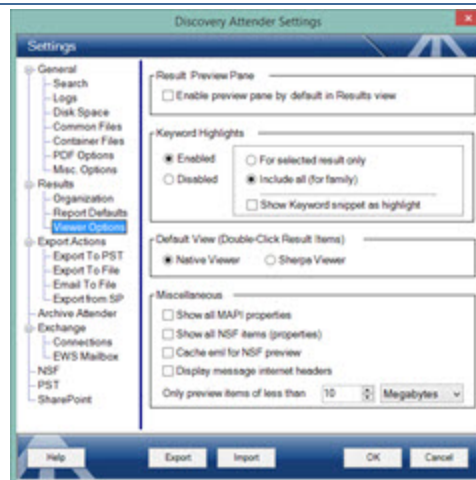 Discovery Attender Settings
Settings
General
Search
Logs
Disk Space
Common Files
Container Files
PDF Options
Misc. Options
Results
Organization
Report Defaults
Viewer Options
Export Actions
Export To PST
Export To File
Email To File
Export from SP
Archive Attender
Exchange
Connections
EWS Mailbox
NSF
PST
SharePoint
Result Preview Pane
Enable preview pane by default in Results view
Keyword Highlights
Enabled
Disabled
For selected result only
Include all (for family)
Show Keyword snippet as highlight
Default View (Double-Click Result Items)
Native Viewer
Sherpa Viewer
Miscellaneous
Show all MAPI properties
Show all NSF items (properties)
Cache eml for NSF preview
Display message internet headers
Only preview items of less than 10 Megabytes
Help
Export
Import
OK
Cancel